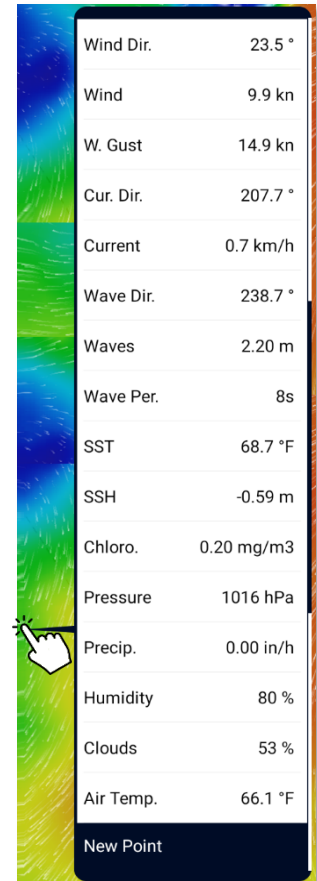 Wind Dir. 23.5 °
Wind 9.9 kn
W. Gust 14.9 kn
Cur. Dir. 207.7 °
Current 0.7 km/h
Wave Dir. 238.7 °
Waves 2.20 m
Wave Per. 8s
SST 68.7 °F
SSH -0.59 m
Chloro. 0.20 mg/m3
Pressure 1016 hPa
Precip. 0.00 in/h
Humidity 80 %
Clouds 53 %
Air Temp. 66.1 °F
New Point